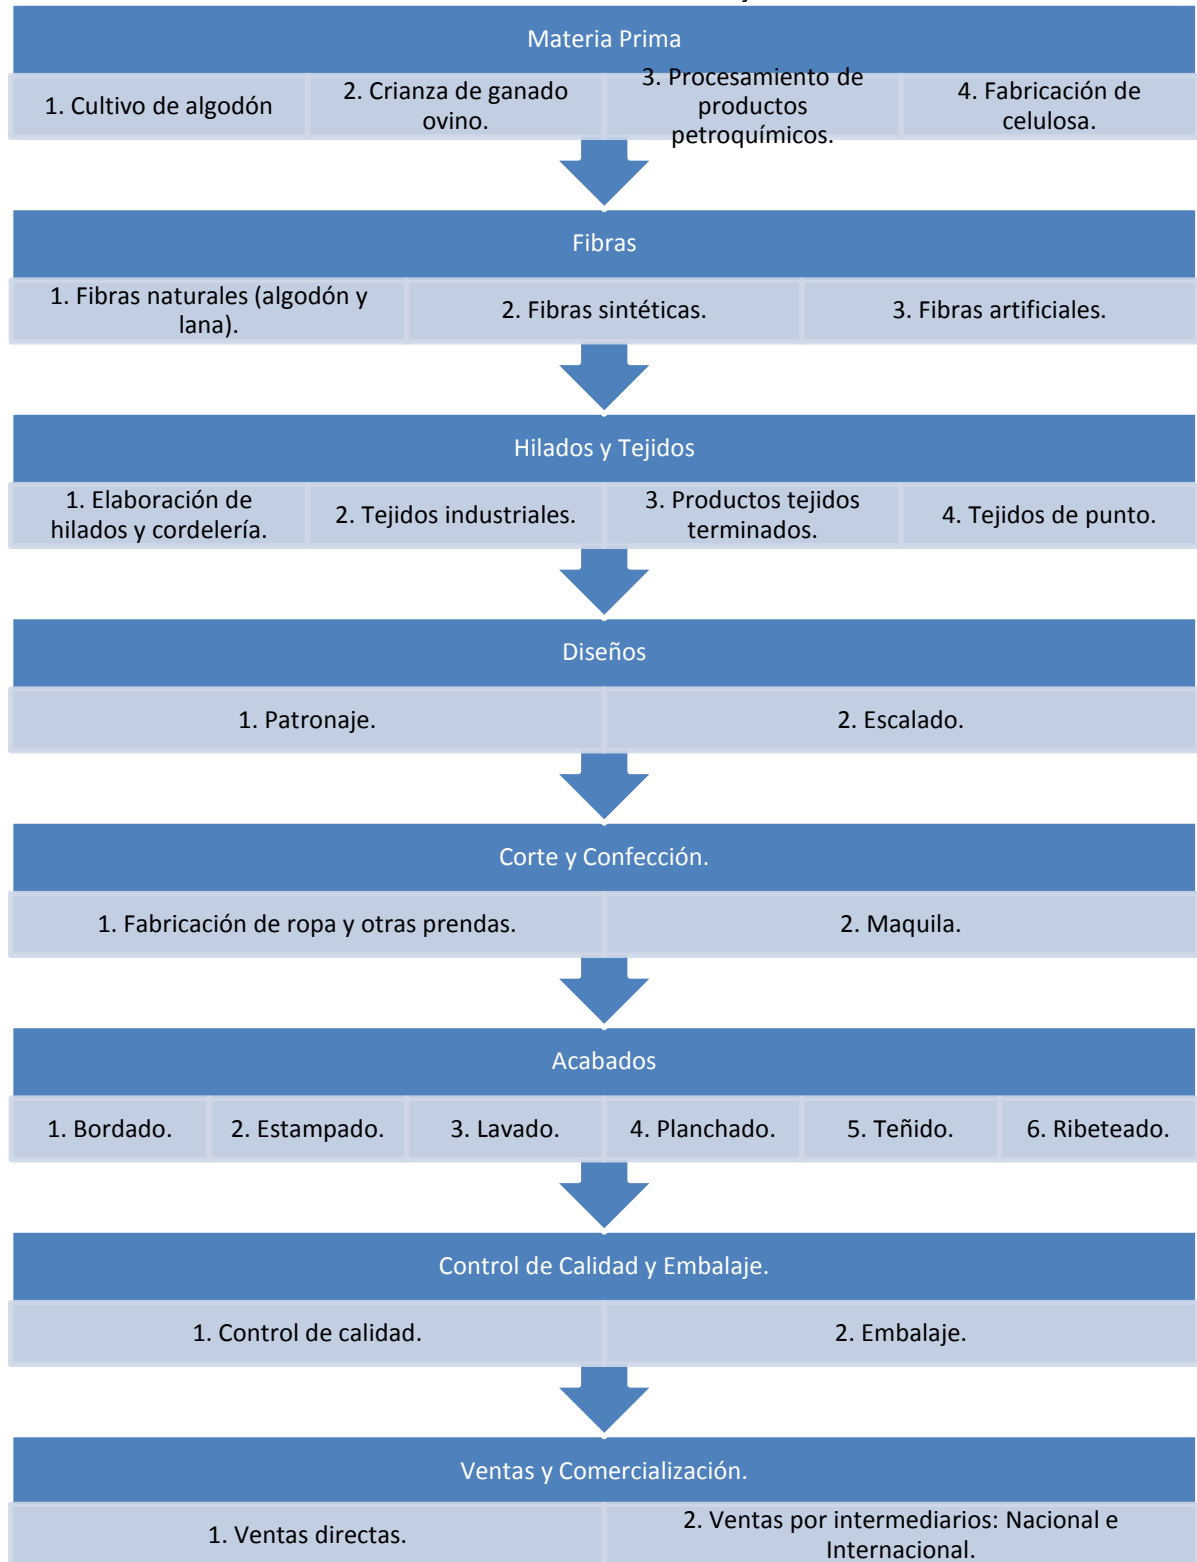 Materia Prima
1. Cultivo de algodón
2. Crianza de ganado
ovino.
3. Procesamiento de
productos
petroquímicos.
4. Fabricación de
celulosa.
Fibras
1. Fibras naturales (algodón y
lana).
2. Fibras sintéticas.
3. Fibras artificiales.
Hilados y Tejidos
1. Elaboración de
hilados y cordelería.
2. Tejidos industriales.
3. Productos tejidos
terminados.
4. Tejidos de punto.
Diseños
1. Patronaje.
2. Escalado.
Corte y Confección.
1. Fabricación de ropa y otras prendas.
2. Maquila.
Acabados
1. Bordado.
2. Estampado.
3. Lavado.
4. Planchado.
5. Teñido.
6. Ribeteado.
Control de Calidad y Embalaje.
1. Control de calidad.
2. Embalaje.
Ventas y Comercialización.
1. Ventas directas.
2. Ventas por intermediarios: Nacional e
Internacional.